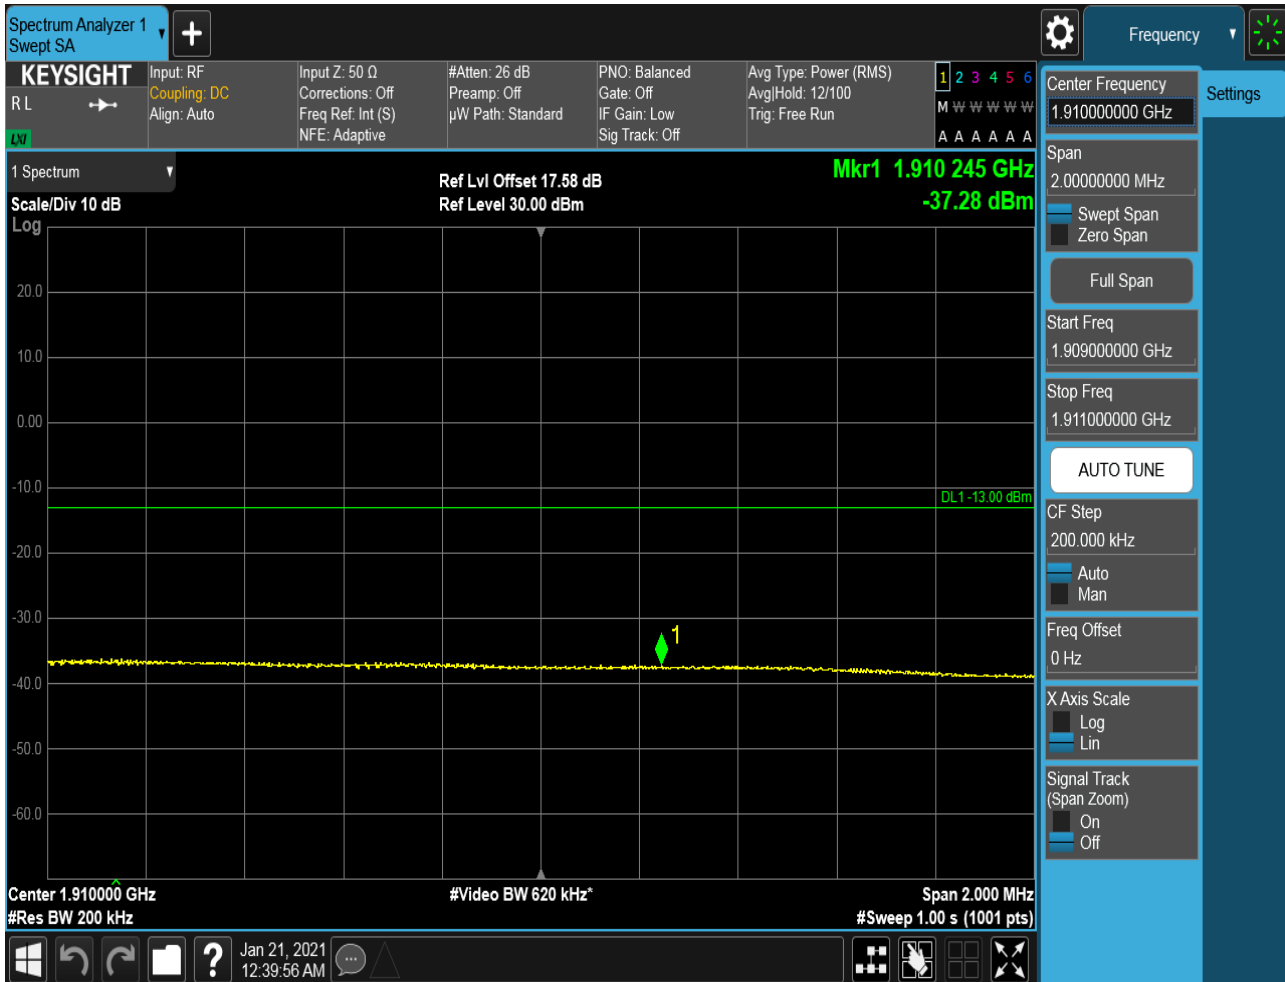 Spectrum Analyzer 1
Swept SA
+
Frequency
KEYSIGHT
R L
LXI
Input: RF
Coupling: DC
Align: Auto
Input Z: 50 Ω
Corrections: Off
Freq Ref: Int (S)
NFE: Adaptive
#Atten: 26 dB
Preamp: Off
µW Path: Standard
PNO: Balanced
Gate: Off
IF Gain: Low
Sig Track: Off
Avg Type: Power (RMS)
Avg|Hold: 12/100
Trig: Free Run
1 2 3 4 5 6
M W W W W W
A A A A A A
1 Spectrum
Scale/Div 10 dB
Log
Ref Lvl Offset 17.58 dB
Ref Level 30.00 dBm
Mkr1 1.910 245 GHz
-37.28 dBm
20.0
10.0
0.00
-10.0
DL1 -13.00 dBm
-20.0
-30.0
1
-40.0
-50.0
-60.0
Center 1.910000 GHz
#Video BW 620 kHz*
Span 2.000 MHz
#Res BW 200 kHz
#Sweep 1.00 s (1001 pts)
?
Jan 21, 2021
12:39:56 AM
Center Frequency
1.910000000 GHz
Settings
Span
2.00000000 MHz
Swept Span
Zero Span
Full Span
Start Freq
1.909000000 GHz
Stop Freq
1.911000000 GHz
AUTO TUNE
CF Step
200.000 kHz
Auto
Man
Freq Offset
0 Hz
X Axis Scale
Log
Lin
Signal Track
(Span Zoom)
On
Off